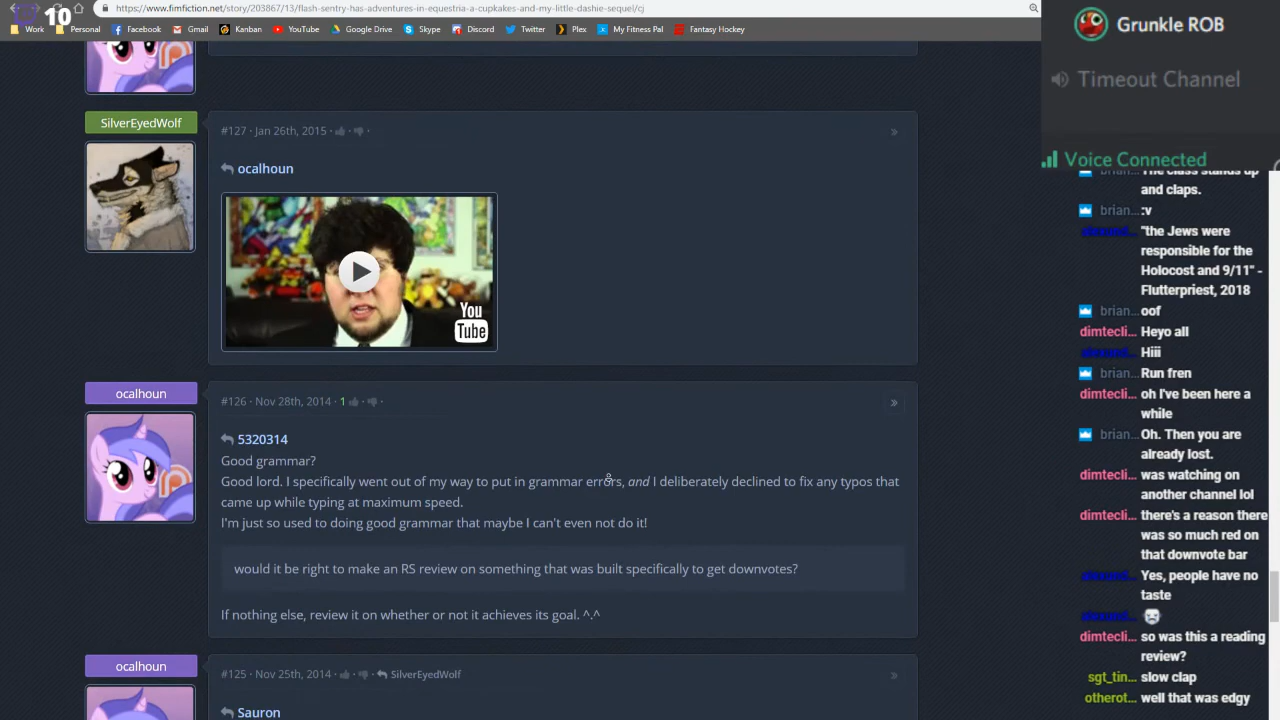 10
https://www.fimfiction.net/story/203867/13/flash-sentry-has-adventures-in-equestria-a-cupkakes-and-my-little-dashie-sequel/cj
Work Personal Facebook Gmail Kanban YouTube Google Drive Skype Discord Twitter Plex My Fitness Pal Fantasy Hockey
SilverEyedWolf
#127 · Jan 26th, 2015 ·
ocalhoun
You
Tube
ocalhoun
#126 · Nov 28th, 2014 · 1
5320314
Good grammar?
Good lord. I specifically went out of my way to put in grammar errors, and I deliberately declined to fix any typos that
came up while typing at maximum speed.
I'm just so used to doing good grammar that maybe I can't even not do it!
would it be right to make an RS review on something that was built specifically to get downvotes?
If nothing else, review it on whether or not it achieves its goal. ^.^
ocalhoun
#125 · Nov 25th, 2014 · SilverEyedWolf
Sauron
Grunkle ROB
Timeout Channel
Voice Connected
brian... The class stands up
and claps.
brian... :v
"the Jews were
responsible for the
Holocost and 9/11" -
Flutterpriest, 2018
brian... oof
dimtecli... Heyo all
Hiii
brian... Run fren
dimtecli... oh I've been here a
while
brian... Oh. Then you are
already lost.
dimtecli... was watching on
another channel lol
dimtecli... there's a reason there
was so much red on
that downvote bar
Yes, people have no
taste
dimtecli... so was this a reading
review?
sgt_tin... slow clap
otherot... well that was edgy